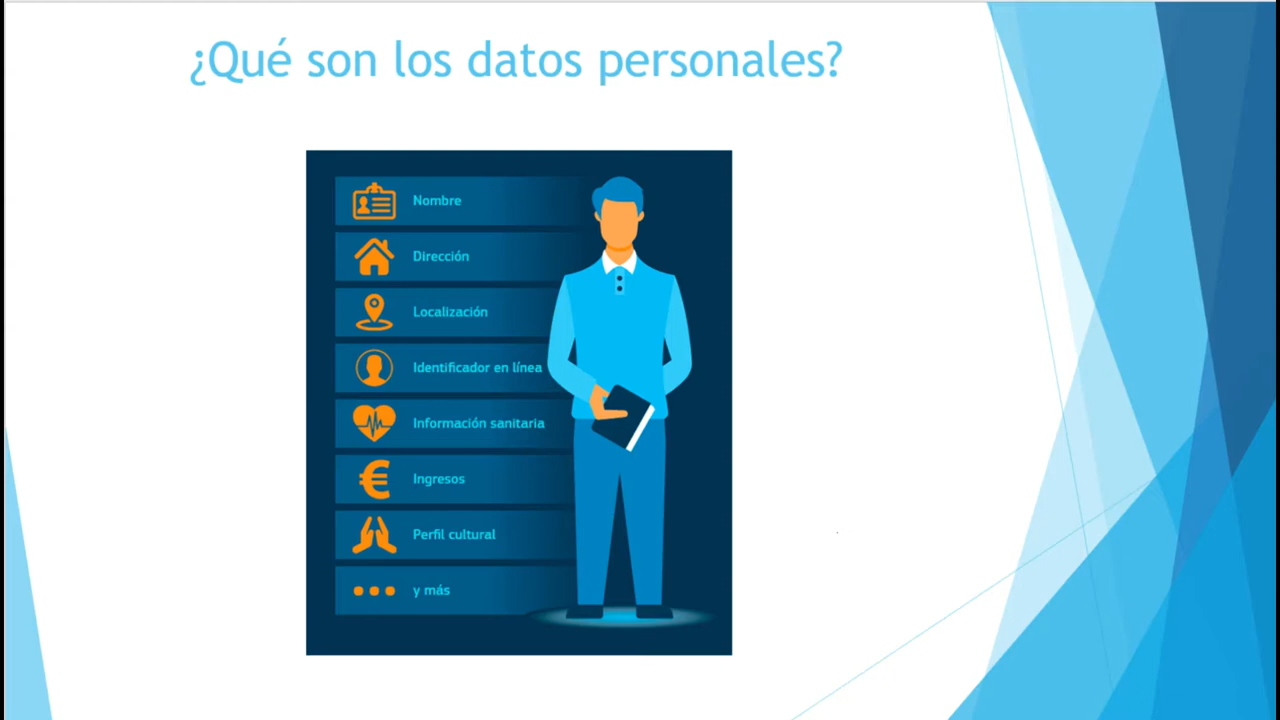 ¿Qué son los datos personales?
Nombre
Dirección
Localización
Identificador en línea
Información sanitaria
Ingresos
Perfil cultural
y más